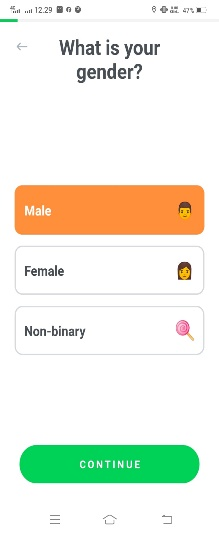 12.29
47%
What is your
gender?
Male
Female
Non-binary
CONTINUE